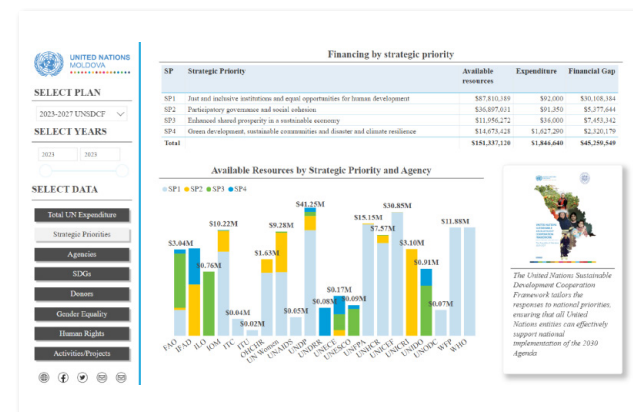 UNITED NATIONS
MOLDOVA
SELECT PLAN
2023-2027 UNSDCF
SELECT YEARS
2023 2023
SELECT DATA
Total UN Expenditure
Strategic Priorities
Agencies
SDGs
Donors
Gender Equality
Human Rights
Activities/Projects
Financing by strategic priority
SP Strategic Priority Available resources Expenditure Financial Gap
SP1 Just and inclusive institutions and equal opportunities for human development $87,810,389 $92,000 $30,108,384
SP2 Participatory governance and social cohesion $36,897,031 $91,350 $5,377,644
SP3 Enhanced shared prosperity in a sustainable economy $11,956,272 $36,000 $7,453,342
SP4 Green development, sustainable communities and disaster and climate resilience $14,673,428 $1,627,290 $2,320,179
Total $151,337,120 $1,846,640 $45,259,549
Available Resources by Strategic Priority and Agency
SP1 SP2 SP3 SP4
$3.04M $0.76M $10.22M $0.04M $0.02M $1.63M $9.28M $0.05M $41.25M $0.08M $0.17M $0.09M $15.15M $7.57M $30.85M $3.10M $0.91M $0.07M $11.88M
FAO IFAD ILO IOM ITC ITU OHCHR UN Women UNAIDS UNDP UNDRR UNECE UNESCO UNFPA UNHCR UNICEF UNICRI UNIDO UNODC WFP WHO
The United Nations Sustainable
Development Cooperation
Framework tailors the
responses to national priorities,
ensuring that all United
Nations entities can effectively
support national
implementation of the 2030
Agenda